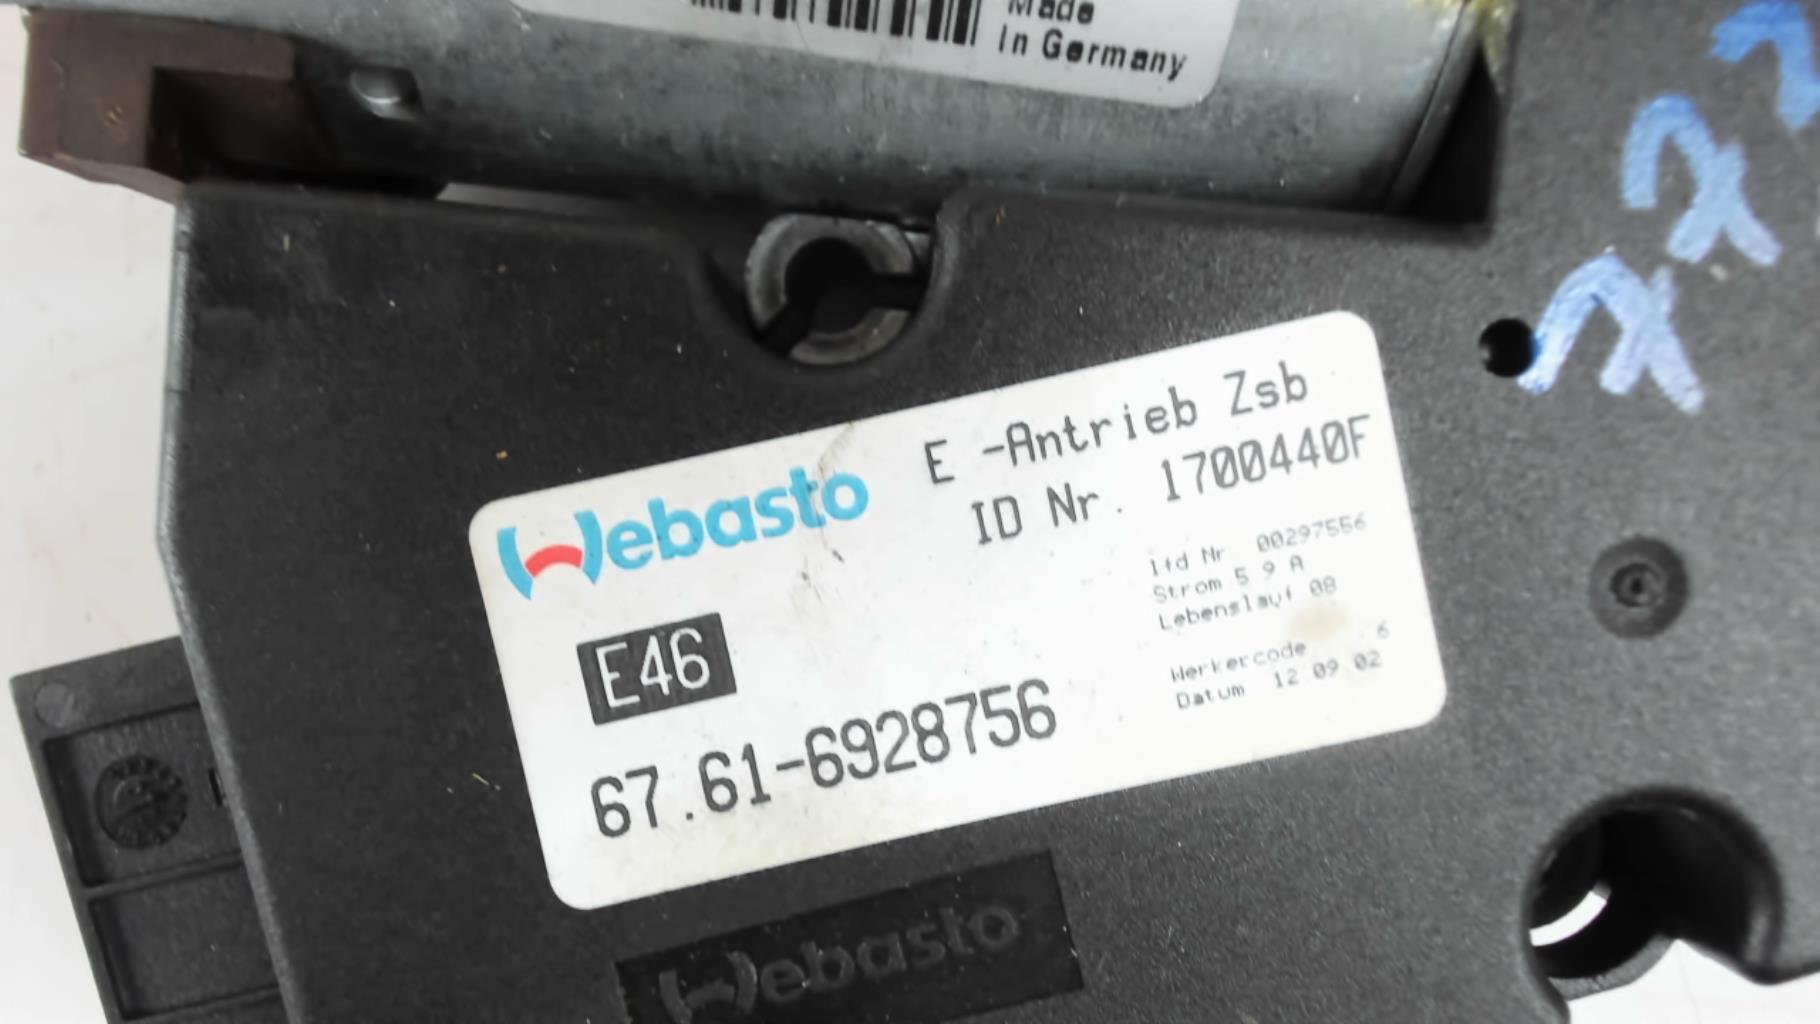 Made
in Germany
Webasto
E -Antrieb Zsb
ID Nr. 1700440F
lfd Nr 00297556
Strom 5 9 A
Lebenslauf 08
Werkercode 6
Datum 12 09 02
E46
67.61-6928756
Webasto